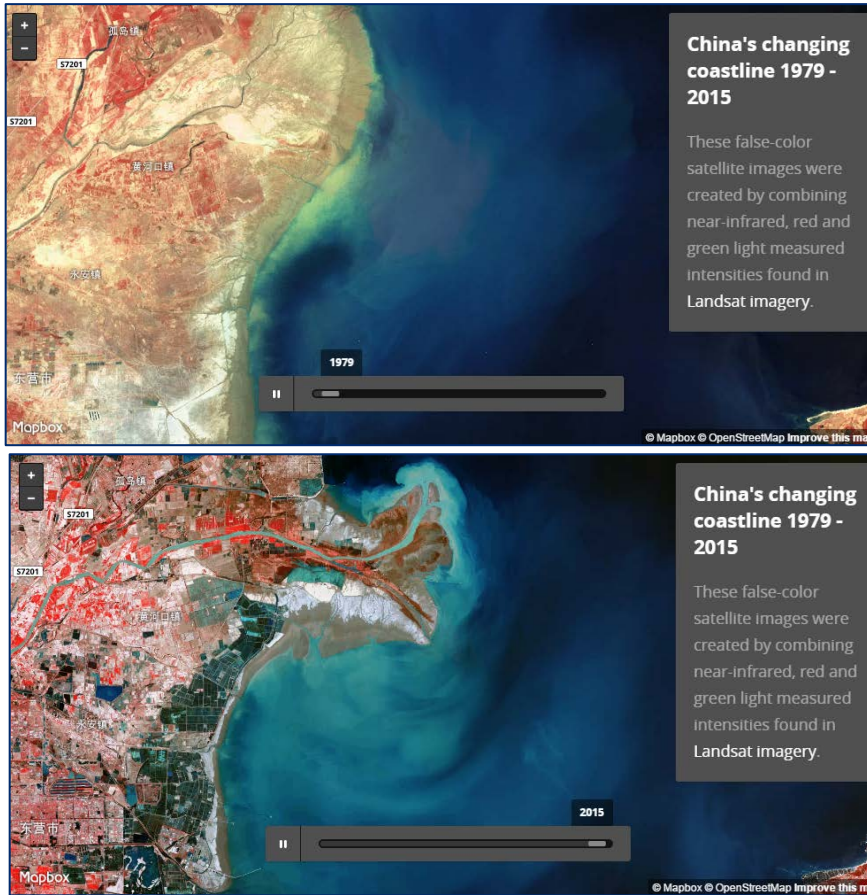 +
−
孤岛镇
S7201
S7201
黄河口镇
永安镇
东营市
Mapbox
1979
China's changing
coastline 1979 -
2015
These false-color
satellite images were
created by combining
near-infrared, red and
green light measured
intensities found in
Landsat imagery.
© Mapbox © OpenStreetMap Improve this ma
+
−
孤岛镇
S7201
S7201
黄河口镇
永安镇
东营市
Mapbox
2015
China's changing
coastline 1979 -
2015
These false-color
satellite images were
created by combining
near-infrared, red and
green light measured
intensities found in
Landsat imagery.
© Mapbox © OpenStreetMap Improve this ma